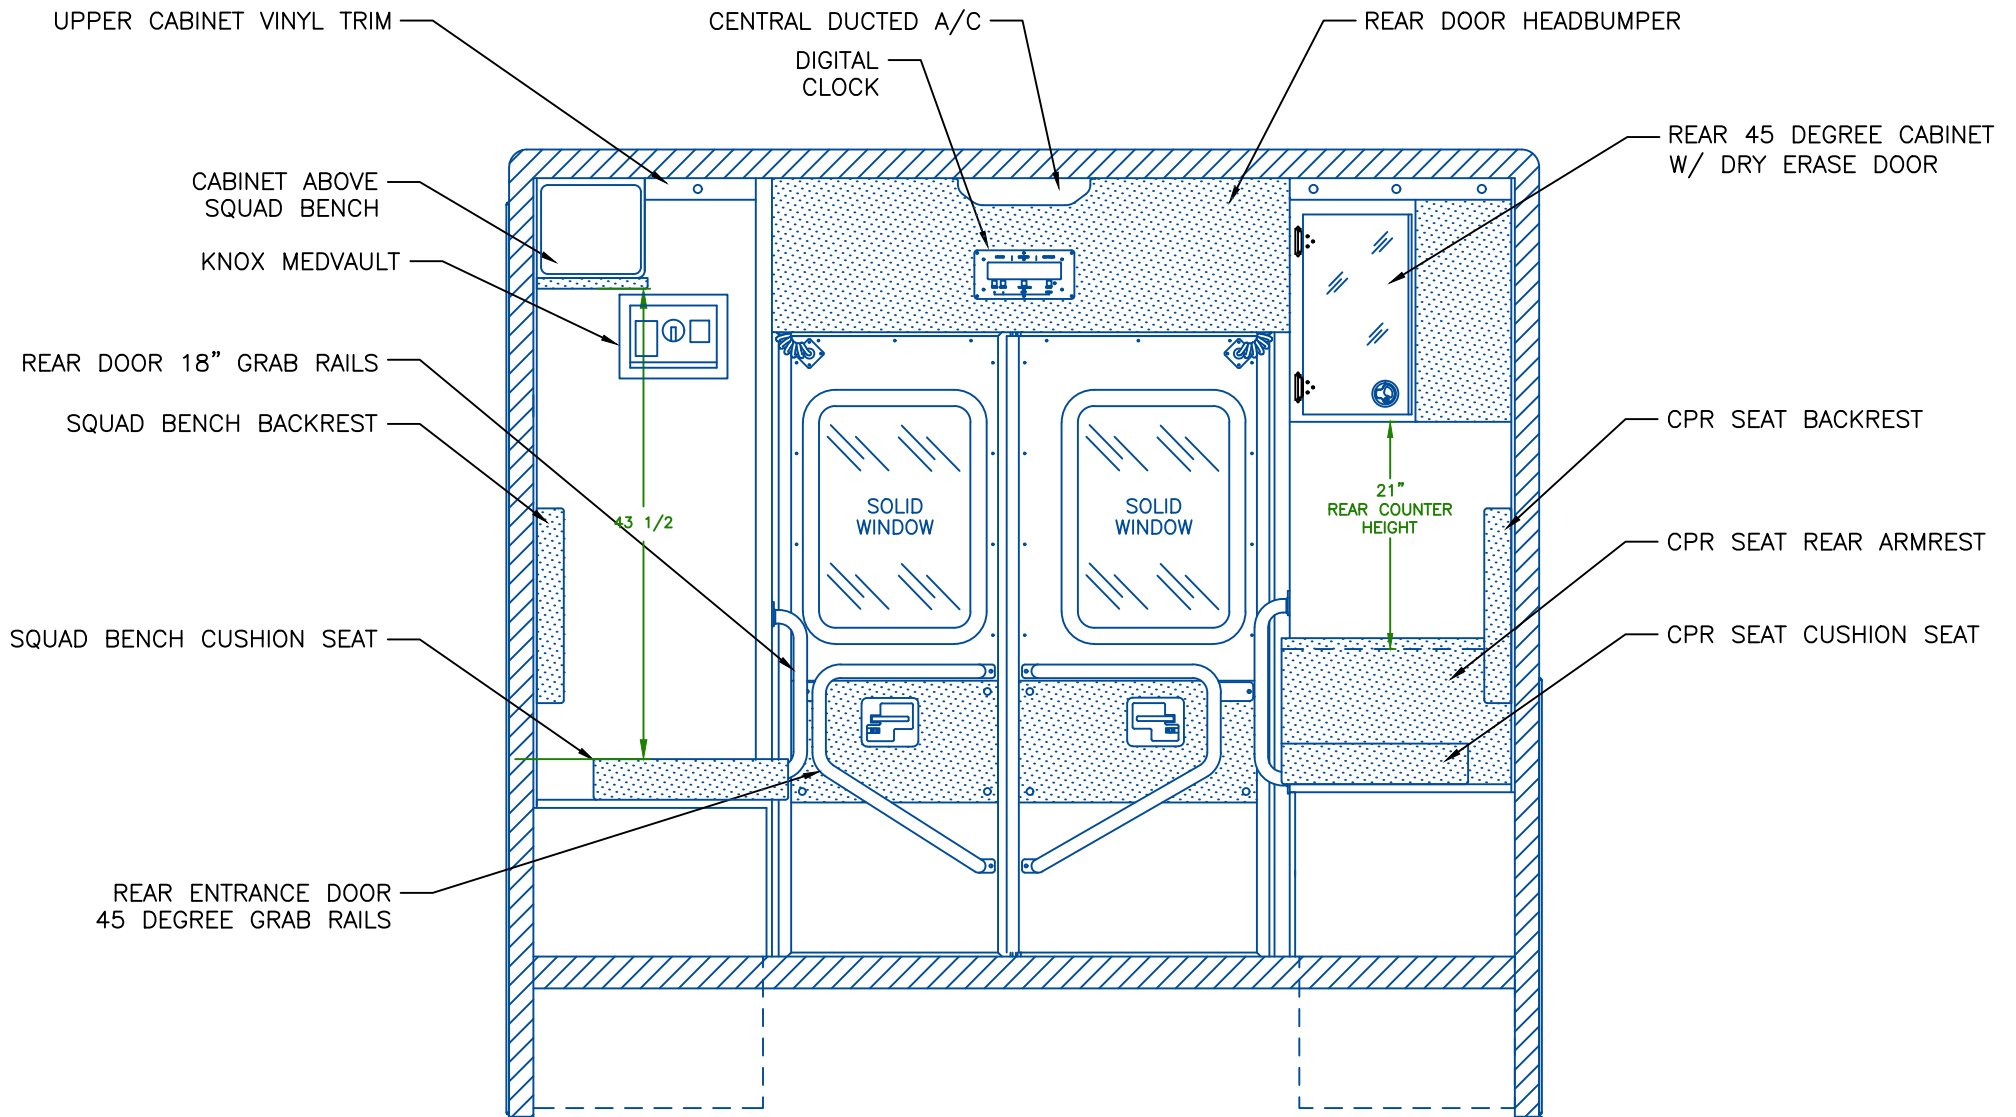 UPPER CABINET VINYL TRIM
CENTRAL DUCTED A/C
REAR DOOR HEADBUMPER
DIGITAL
CLOCK
REAR 45 DEGREE CABINET
W/ DRY ERASE DOOR
CABINET ABOVE
SQUAD BENCH
KNOX MEDVAULT
REAR DOOR 18" GRAB RAILS
SQUAD BENCH BACKREST
CPR SEAT BACKREST
SOLID
WINDOW
SOLID
WINDOW
21"
REAR COUNTER
HEIGHT
43 1/2
CPR SEAT REAR ARMREST
SQUAD BENCH CUSHION SEAT
CPR SEAT CUSHION SEAT
REAR ENTRANCE DOOR
45 DEGREE GRAB RAILS